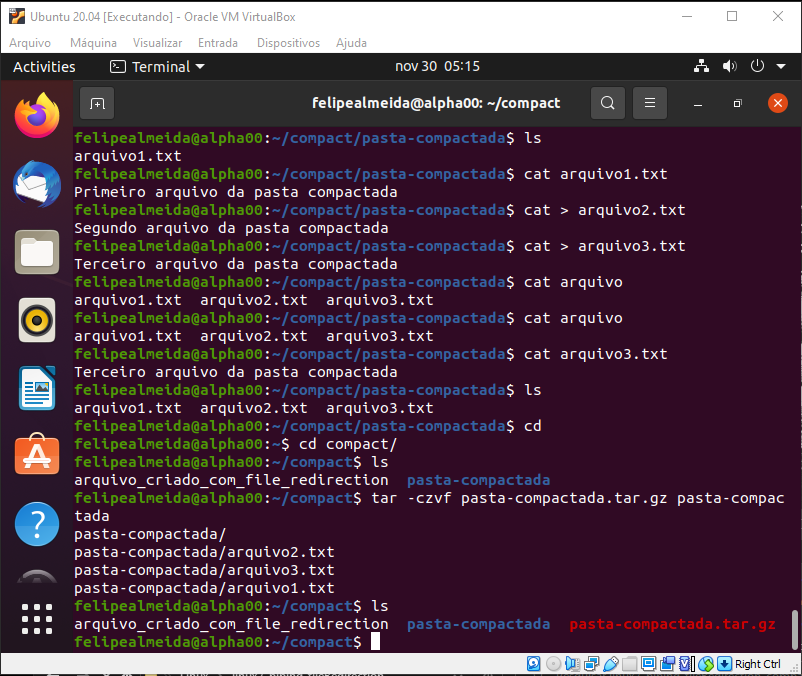 Ubuntu 20.04 [Executando] - Oracle VM VirtualBox
Arquivo Máquina Visualizar Entrada Dispositivos Ajuda
Activities Terminal nov 30 05:15
felipealmeida@alpha00: ~/compact
felipealmeida@alpha00:~/compact/pasta-compactada$ ls
arquivo1.txt
felipealmeida@alpha00:~/compact/pasta-compactada$ cat arquivo1.txt
Primeiro arquivo da pasta compactada
felipealmeida@alpha00:~/compact/pasta-compactada$ cat > arquivo2.txt
Segundo arquivo da pasta compactada
felipealmeida@alpha00:~/compact/pasta-compactada$ cat > arquivo3.txt
Terceiro arquivo da pasta compactada
felipealmeida@alpha00:~/compact/pasta-compactada$ cat arquivo
arquivo1.txt arquivo2.txt arquivo3.txt
felipealmeida@alpha00:~/compact/pasta-compactada$ cat arquivo
arquivo1.txt arquivo2.txt arquivo3.txt
felipealmeida@alpha00:~/compact/pasta-compactada$ cat arquivo3.txt
Terceiro arquivo da pasta compactada
felipealmeida@alpha00:~/compact/pasta-compactada$ ls
arquivo1.txt arquivo2.txt arquivo3.txt
felipealmeida@alpha00:~/compact/pasta-compactada$ cd
felipealmeida@alpha00:~$ cd compact/
felipealmeida@alpha00:~/compact$ ls
arquivo_criado_com_file_redirection pasta-compactada
felipealmeida@alpha00:~/compact$ tar -czvf pasta-compactada.tar.gz pasta-compac
tada
pasta-compactada/
pasta-compactada/arquivo2.txt
pasta-compactada/arquivo3.txt
pasta-compactada/arquivo1.txt
felipealmeida@alpha00:~/compact$ ls
arquivo_criado_com_file_redirection pasta-compactada pasta-compactada.tar.gz
felipealmeida@alpha00:~/compact$
Right Ctrl